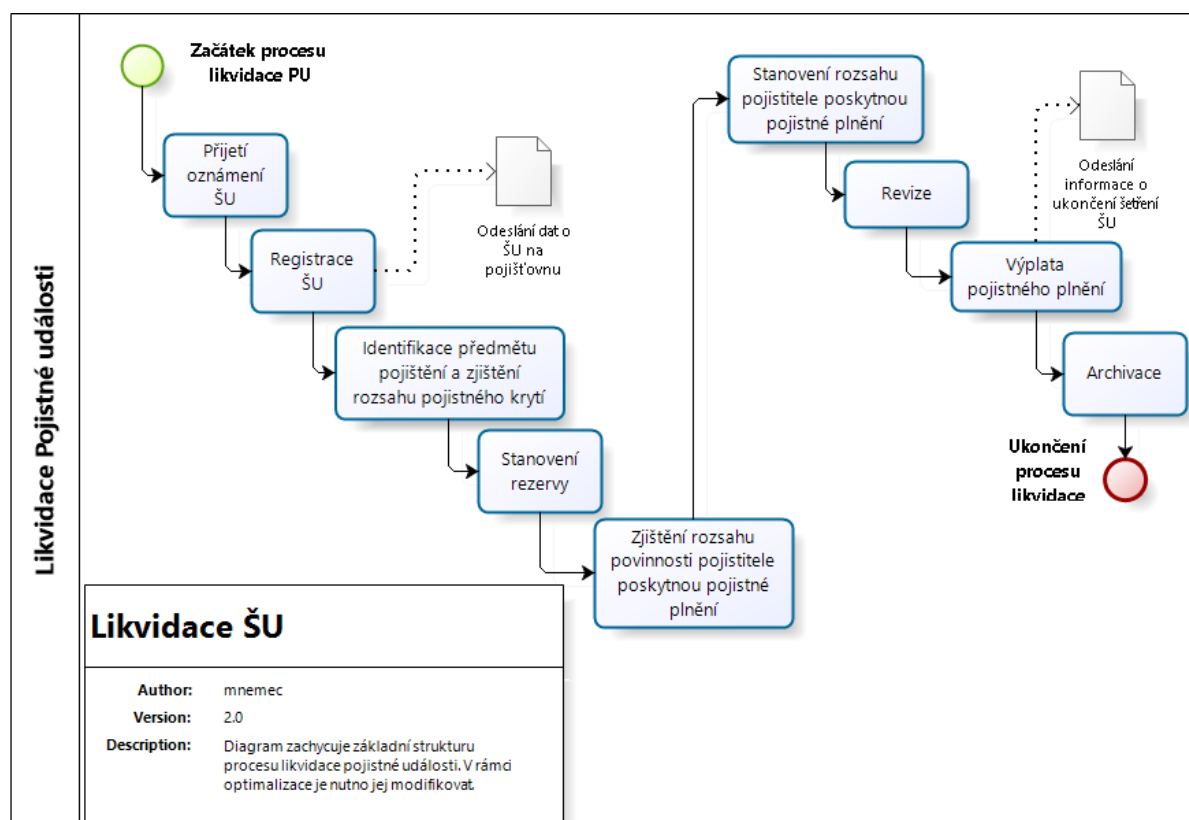 Likvidace Pojistné události
Začátek procesu
likvidace PU
Přijetí
oznámení
ŠU
Registrace
ŠU
Odeslání dat o
ŠU na
pojišťovnu
Identifikace předmětu
pojištění a zjištění
rozsahu pojistného krytí
Stanovení
rezervy
Zjištění rozsahu
povinnosti pojistitele
poskytnou pojistné
plnění
Stanovení rozsahu
pojistitele poskytnou
pojistné plnění
Revize
Výplata
pojistného plnění
Odeslání
informace o
ukončení šetření
ŠU
Archivace
Ukončení
procesu
likvidace
Likvidace ŠU
Author: mnemec
Version: 2.0
Description: Diagram zachycuje základní strukturu
procesu likvidace pojistné události. V rámci
optimalizace je nutno jej modifikovat.